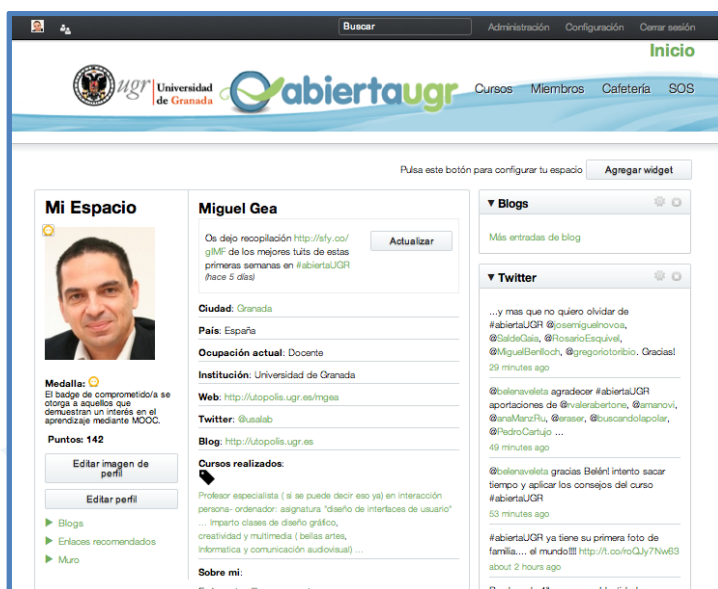 Buscar
Administración Configuración Cerrar sesión
Inicio
ugr Universidad de Granada
abiertaugr
Cursos Miembros Cafetería SOS
Pulsa este botón para configurar tu espacio Agregar widget
Mi Espacio
Medalla:
El badge de comprometido/a se
otorga a aquellos que
demuestran un interés en el
aprendizaje mediante MOOC.
Puntos: 142
Editar imagen de
perfil
Editar perfil
Blogs
Enlaces recomendados
Muro
Miguel Gea
Os dejo recopilación http://sfy.co/
gIMF de los mejores tuits de estas
primeras semanas en #abiertaUGR
(hace 5 días)
Actualizar
Ciudad: Granada
País: España
Ocupación actual: Docente
Institución: Universidad de Granada
Web: http://utopolis.ugr.es/mgea
Twitter: @usalab
Blog: http://utopolis.ugr.es
Cursos realizados:
Profesor especialista ( si se puede decir eso ya) en interacción
persona- ordenador: asignatura "diseño de interfaces de usuario"
... Imparto clases de diseño gráfico,
creatividad y multimedia ( bellas artes,
informatica y comunicación audiovisual) ...
Sobre mi:
Blogs
Más entradas de blog
Twitter
...y mas que no quiero olvidar de
#abiertaUGR @josemiguelnovoa,
@SaldeGaia, @RosarioEsquivel,
@MiguelBenlloch, @gregoriotoribio. Gracias!
29 minutes ago
@belenaveleta agradecer #abiertaUGR
aportaciones de @rvalerabertone, @amanovi,
@anaManzRu, @eraser, @buscandolapolar,
@PedroCartujo ...
49 minutes ago
@belenaveleta gracias Belén! intento sacar
tiempo y aplicar los consejos del curso
#abiertaUGR
53 minutes ago
#abiertaUGR ya tiene su primera foto de
familia.... el mundo!!!! http://t.co/roQJy7Nw63
about 2 hours ago